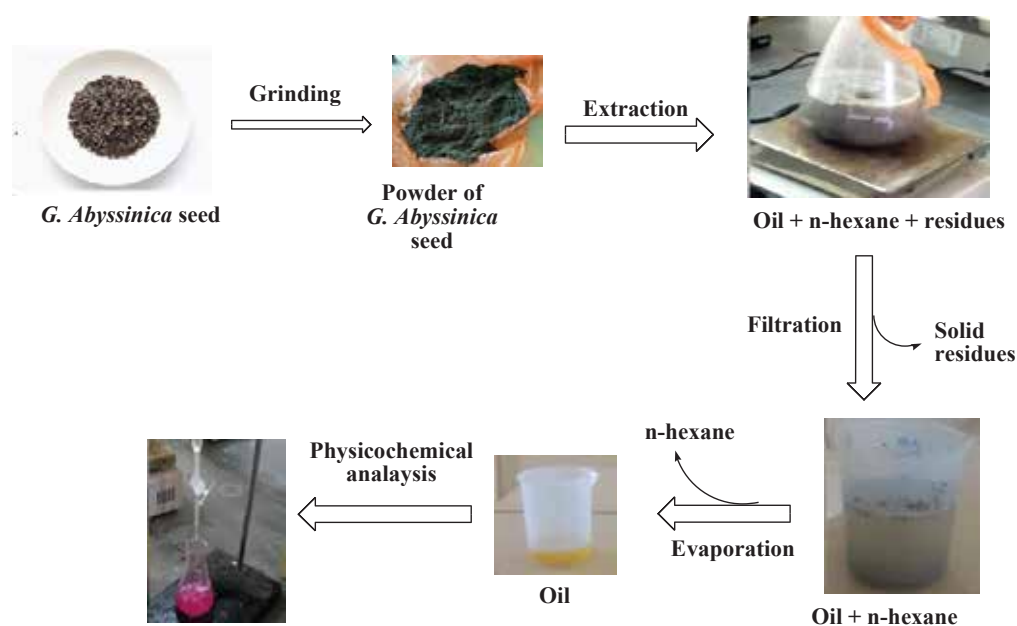 Grinding
Extraction
G. Abyssinica seed
Powder of
G. Abyssinica
seed
Oil + n-hexane + residues
Filtration
Solid
residues
n-hexane
Physicochemical
analaysis
Evaporation
Oil
Oil + n-hexane